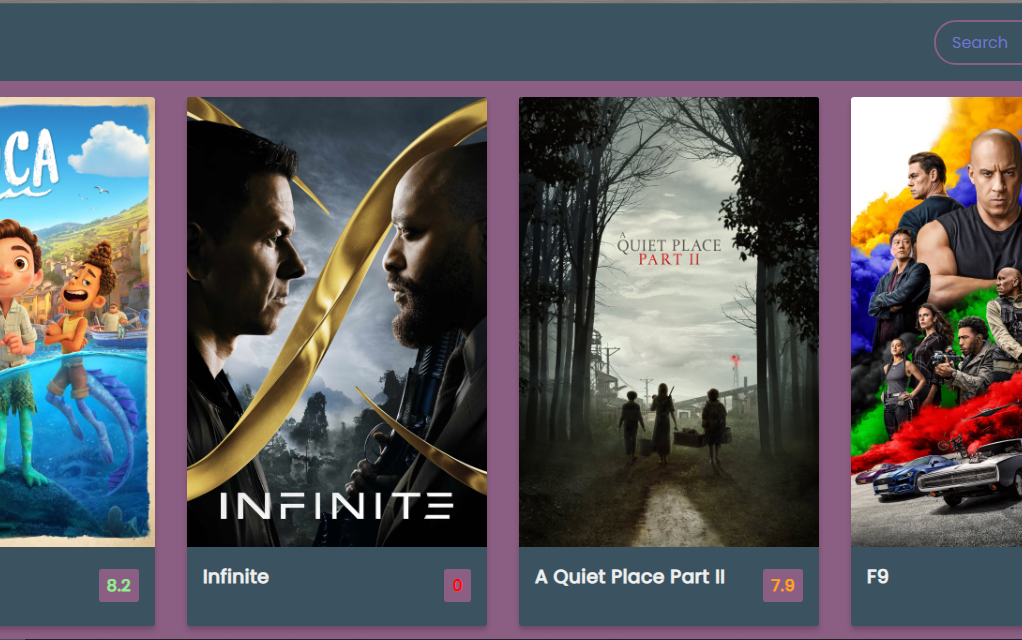 Search
CA
INFINITE
A
QUIET PLACE
PART II
8.2
Infinite
0
A Quiet Place Part II
7.9
F9